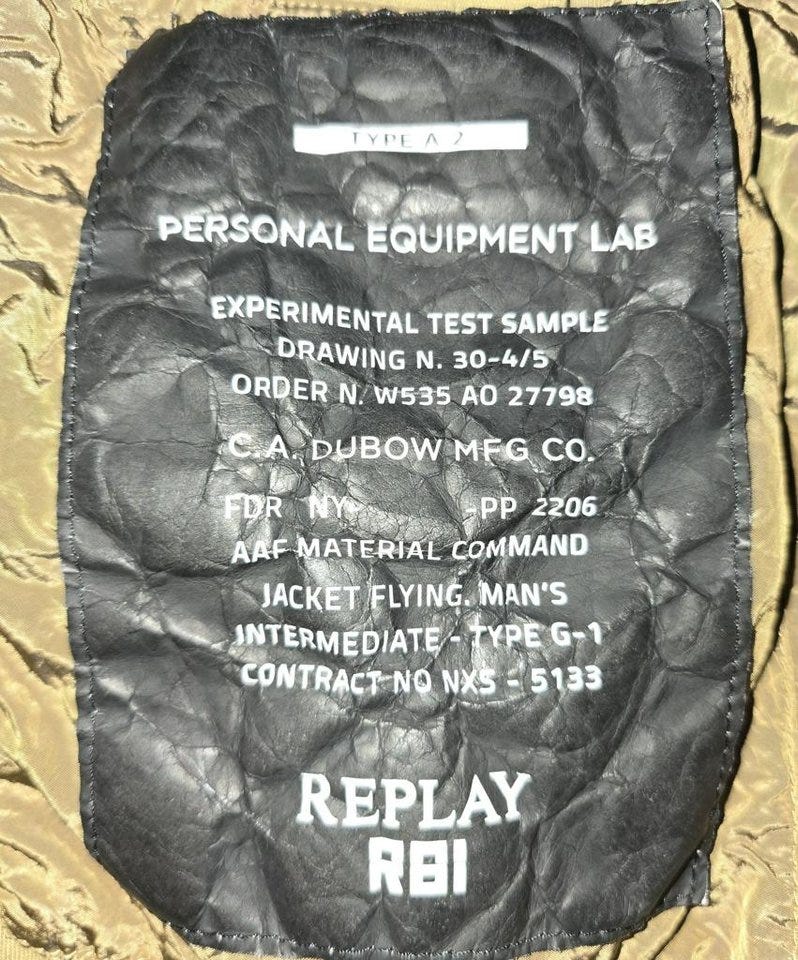 TYPE A 2
PERSONAL EQUIPMENT LAB
EXPERIMENTAL TEST SAMPLE
DRAWING N. 30-4/5
ORDER N. W535 AO 27798
C.A. DUBOW MFG CO.
FDR NY- -PP 2206
AAF MATERIAL COMMAND
JACKET FLYING. MAN'S
INTERMEDIATE - TYPE G-1
CONTRACT NO NXS - 5133
REPLAY
RBI